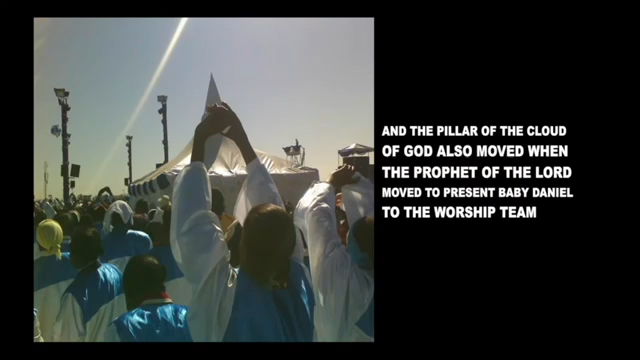 AND THE PILLAR OF THE CLOUD
OF GOD ALSO MOVED WHEN
THE PROPHET OF THE LORD
MOVED TO PRESENT BABY DANIEL
TO THE WORSHIP TEAM